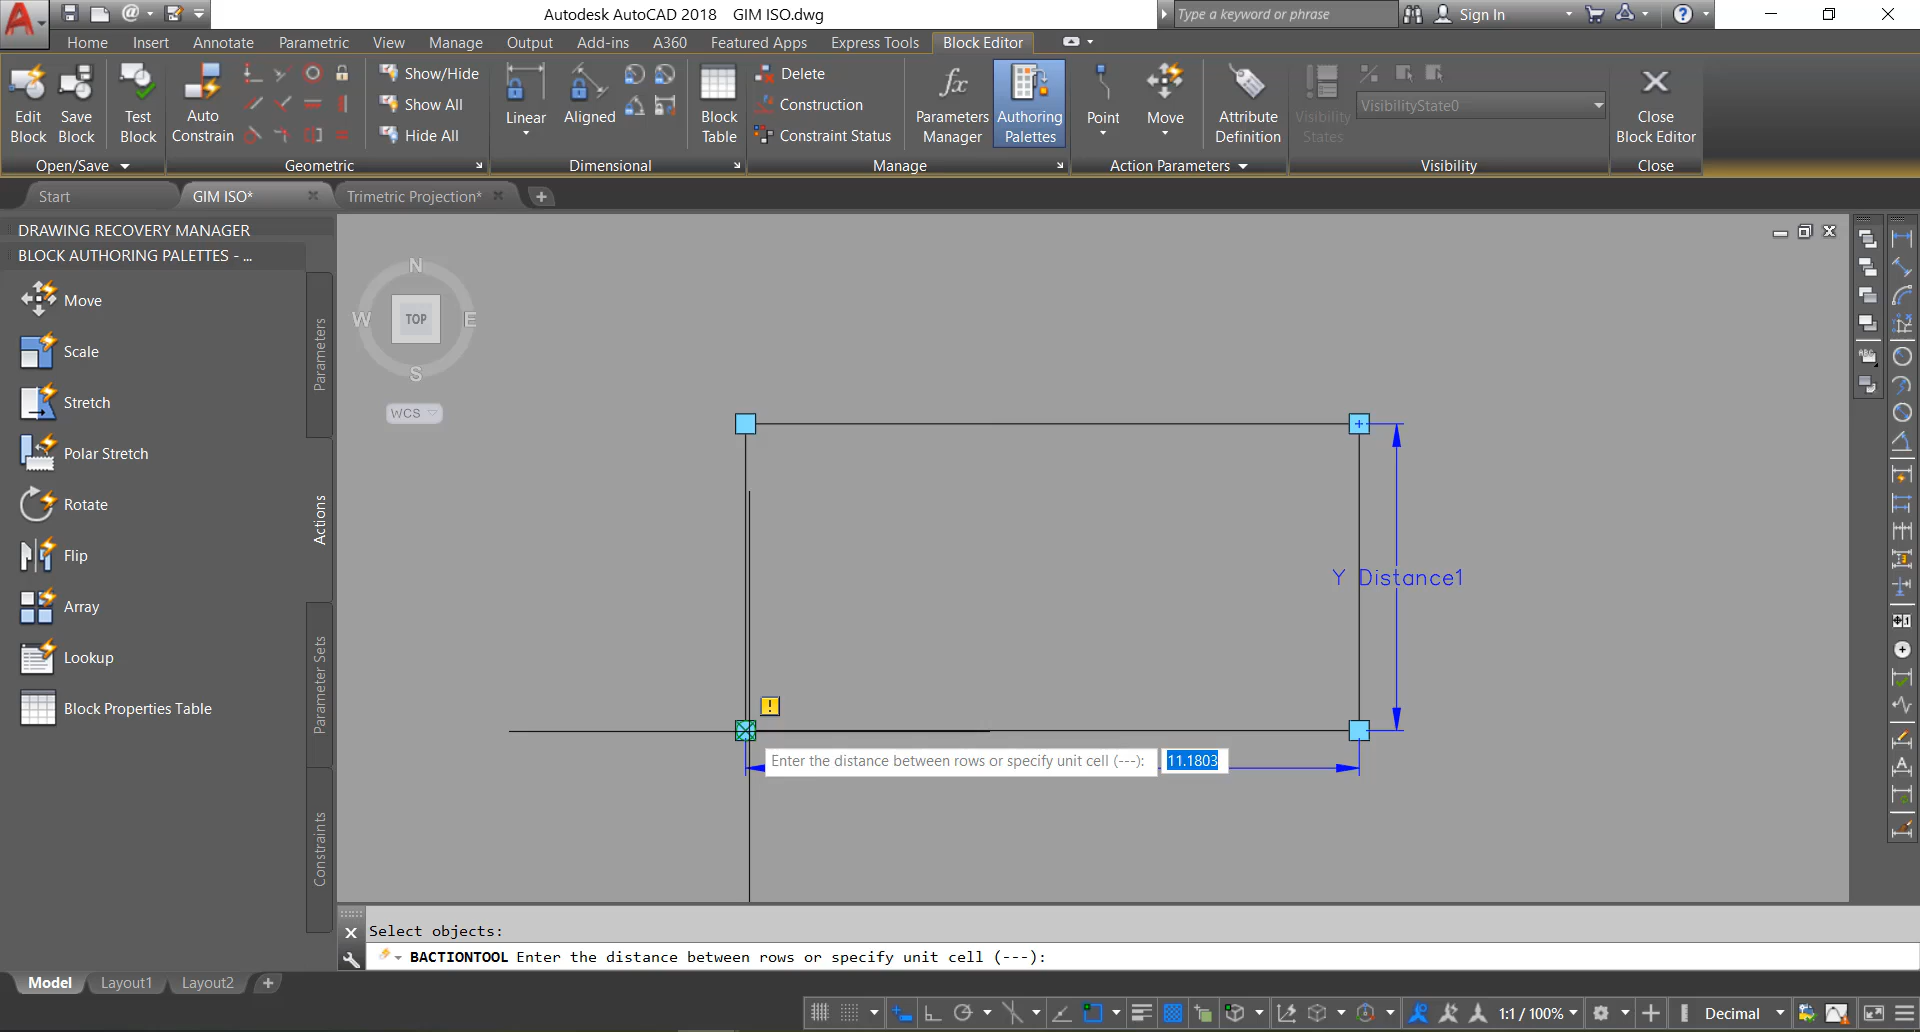 Autodesk AutoCAD 2018 GIM ISO.dwg
Type a keyword or phrase
Sign In
Home Insert Annotate Parametric View Manage Output Add-ins A360 Featured Apps Express Tools Block Editor
Edit Block
Save Block
Test Block
Auto Constrain
Show/Hide
Show All
Hide All
Linear
Aligned
Block Table
Delete
Construction
Constraint Status
Parameters Manager
Authoring Palettes
Point
Move
Attribute Definition
Visibility States
VisibilityState0
Close Block Editor
Open/Save Geometric Dimensional Manage Action Parameters Visibility Close
Start GIM ISO* Trimetric Projection*
DRAWING RECOVERY MANAGER
BLOCK AUTHORING PALETTES - ...
Move
Scale
Stretch
Polar Stretch
Rotate
Flip
Array
Lookup
Block Properties Table
Parameters
Actions
Parameter Sets
Constraints
N
W TOP E
S
WCS
Y Distance1
!
Enter the distance between rows or specify unit cell (---): 11.1803
ABC
Select objects:
BACTIONTOOL Enter the distance between rows or specify unit cell (---):
Model Layout1 Layout2
1:1 / 100% Decimal